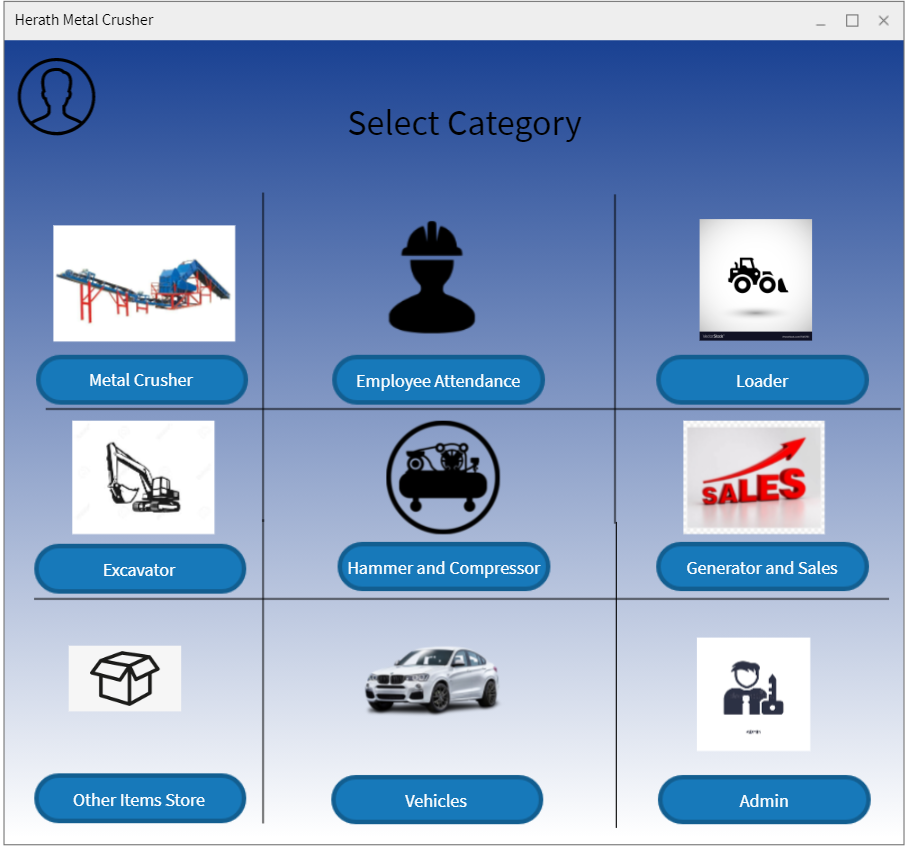 Herath Metal Crusher
Select Category
Metal Crusher
Employee Attendance
Loader
SALES
Excavator
Hammer and Compressor
Generator and Sales
Other Items Store
Vehicles
Admin